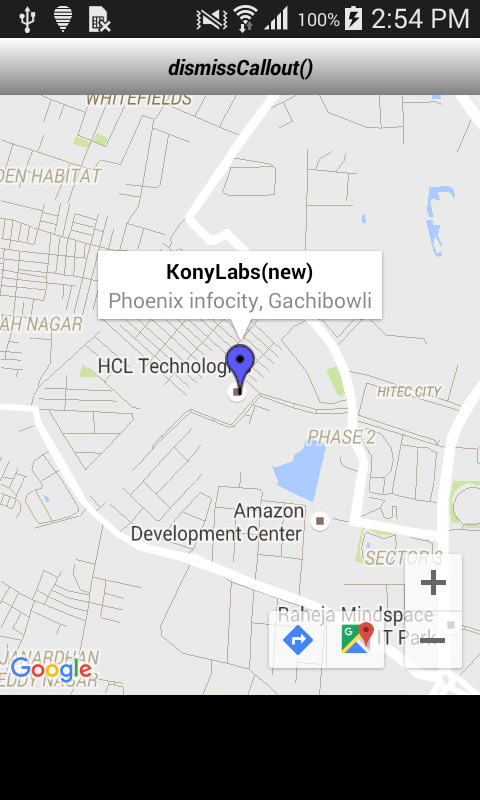 100% 2:54 PM
dismissCallout()
WHITEFIELDS
DEN HABITAT
KonyLabs(new)
Phoenix infocity, Gachibowli
AH NAGAR
HCL Technologi
HITEC CITY
PHASE 2
Amazon
Development Center
SECTOR 3
Raheja Mindspace
IT Park
JANARDHAN
REDDY NAGAR
Google